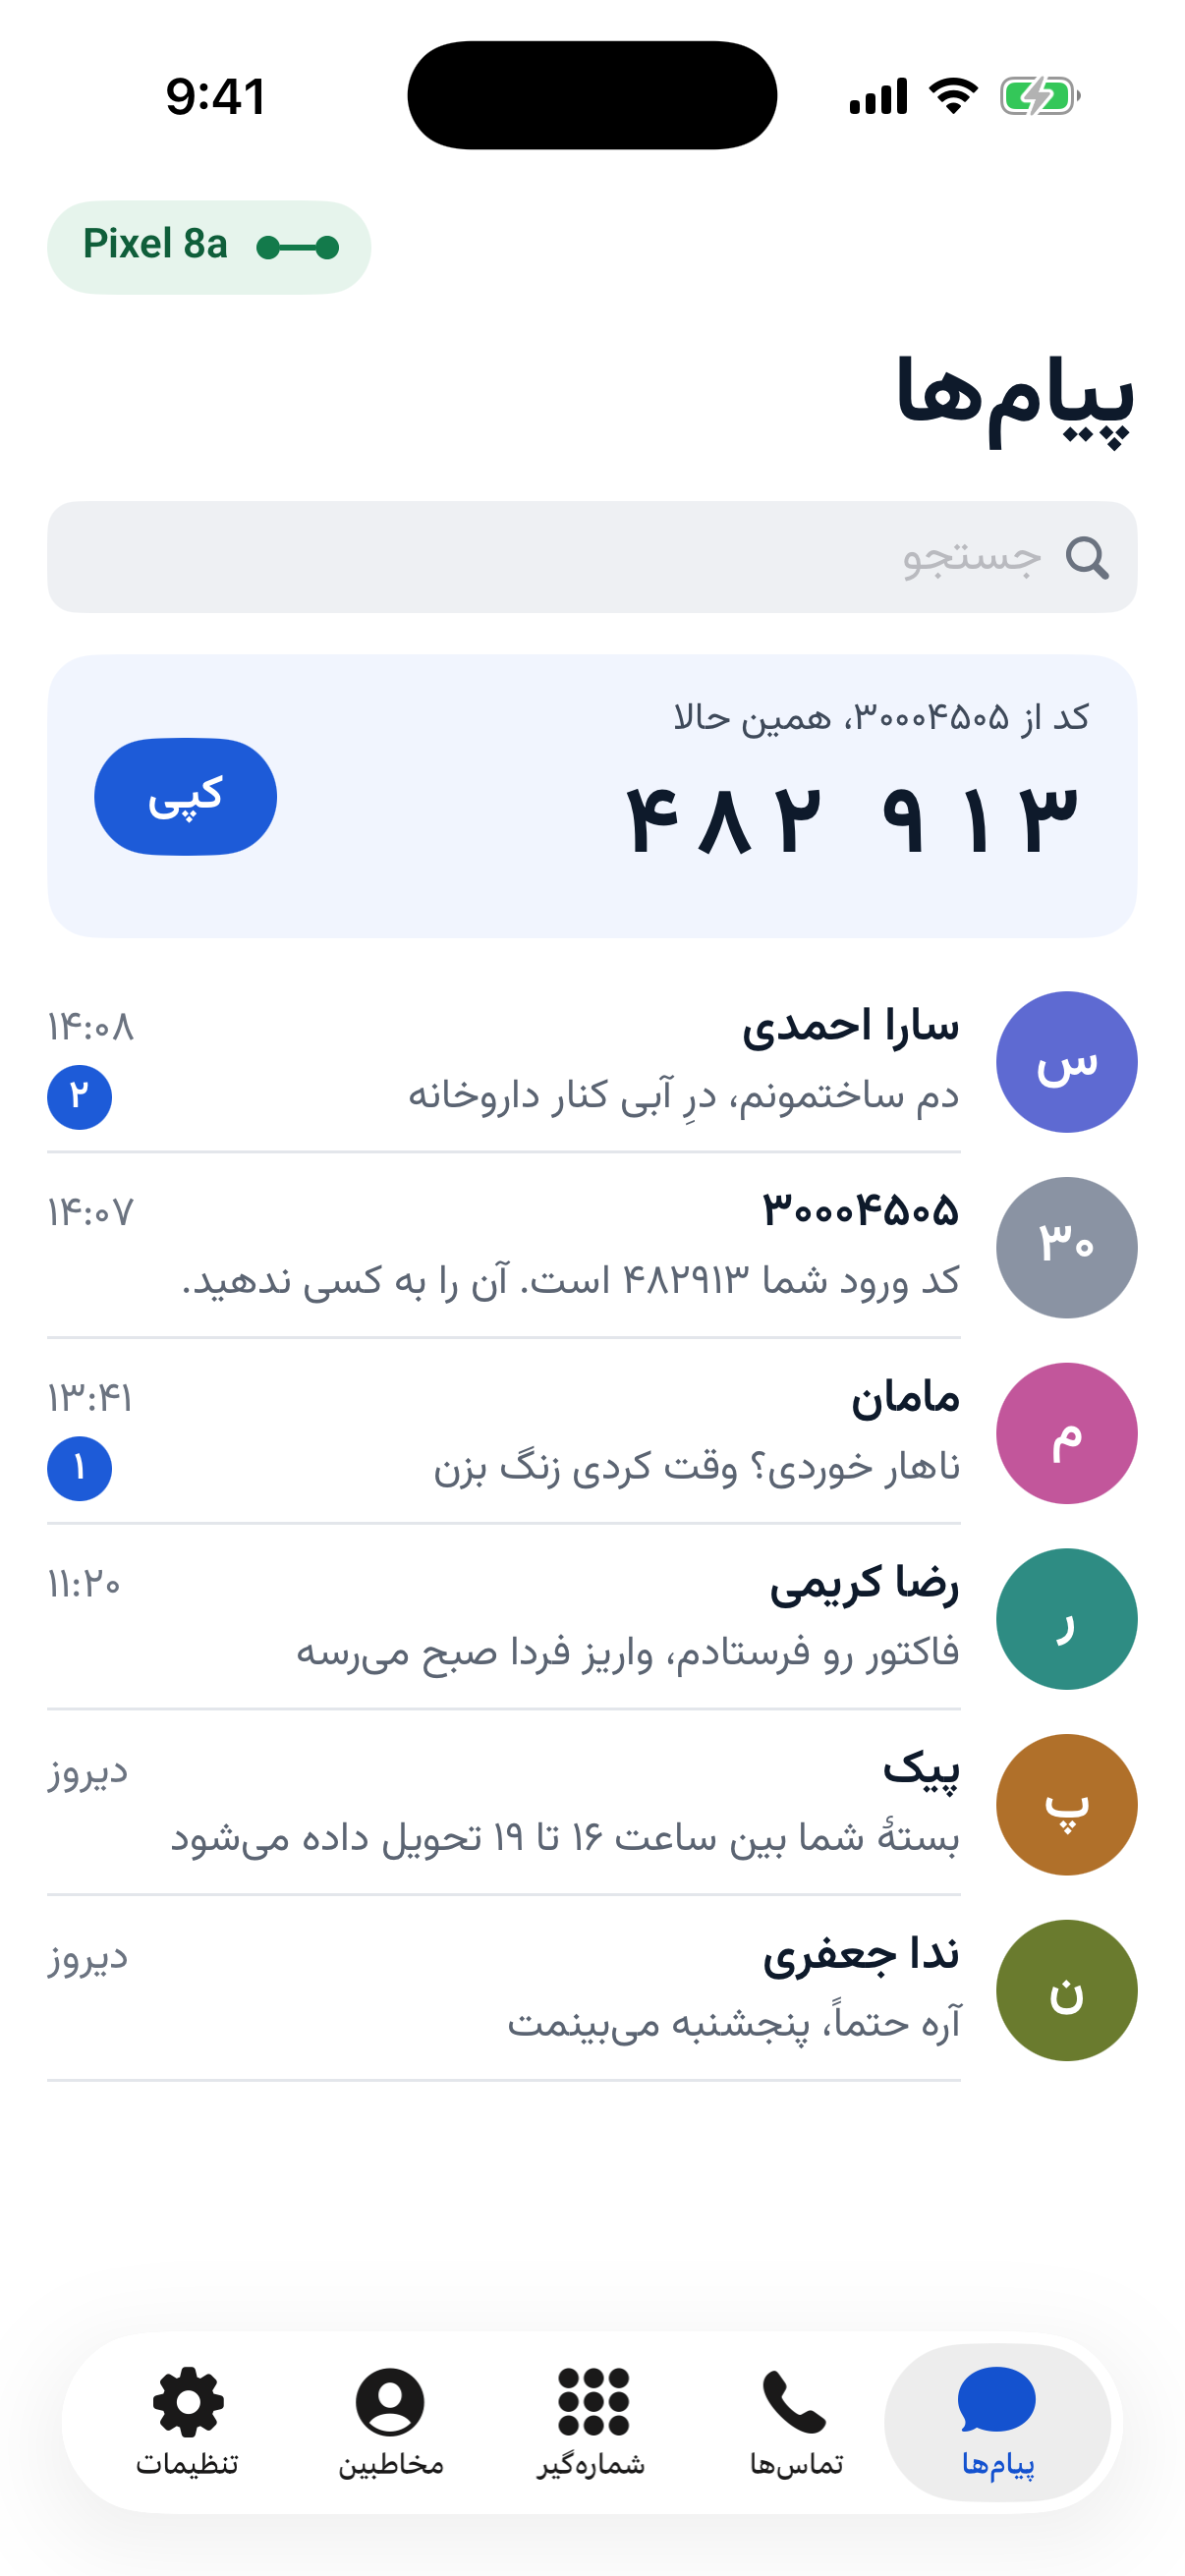 9:41
Pixel 8a
پیام‌ها
جستجو
کد از ۳۰۰۰۴۵۰۵، همین حالا
۴۸۲ ۹۱۳
کپی
س
سارا احمدی
۱۴:۰۸
دم ساختمونم، درِ آبی کنار داروخانه
۲
۳۰
۳۰۰۰۴۵۰۵
۱۴:۰۷
کد ورود شما ۴۸۲۹۱۳ است. آن را به کسی ندهید.
م
مامان
۱۳:۴۱
ناهار خوردی؟ وقت کردی زنگ بزن
۱
ر
رضا کریمی
۱۱:۲۰
فاکتور رو فرستادم، واریز فردا صبح می‌رسه
پ
پیک
دیروز
بستهٔ شما بین ساعت ۱۶ تا ۱۹ تحویل داده می‌شود
ن
ندا جعفری
دیروز
آره حتماً، پنجشنبه می‌بینمت
پیام‌ها
تماس‌ها
شماره‌گیر
مخاطبین
تنظیمات